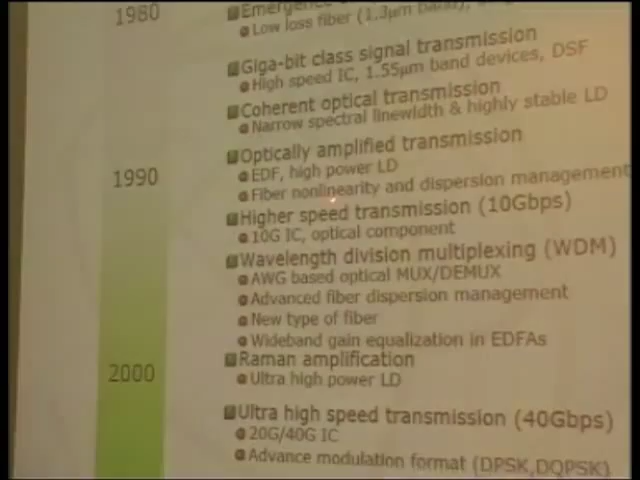 1980
Emergence
Low loss fiber (1.3μm band),
Giga-bit class signal transmission
High speed IC, 1.55μm band devices, DSF
Coherent optical transmission
Narrow spectral linewidth & highly stable LD
Optically amplified transmission
1990
EDF, high power LD
Fiber nonlinearity and dispersion management
Higher speed transmission (10Gbps)
10G IC, optical component
Wavelength division multiplexing (WDM)
AWG based optical MUX/DEMUX
Advanced fiber dispersion management
New type of fiber
Wideband gain equalization in EDFAs
Raman amplification
2000
Ultra high power LD
Ultra high speed transmission (40Gbps)
20G/40G IC
Advance modulation format (DPSK,DQPSK)